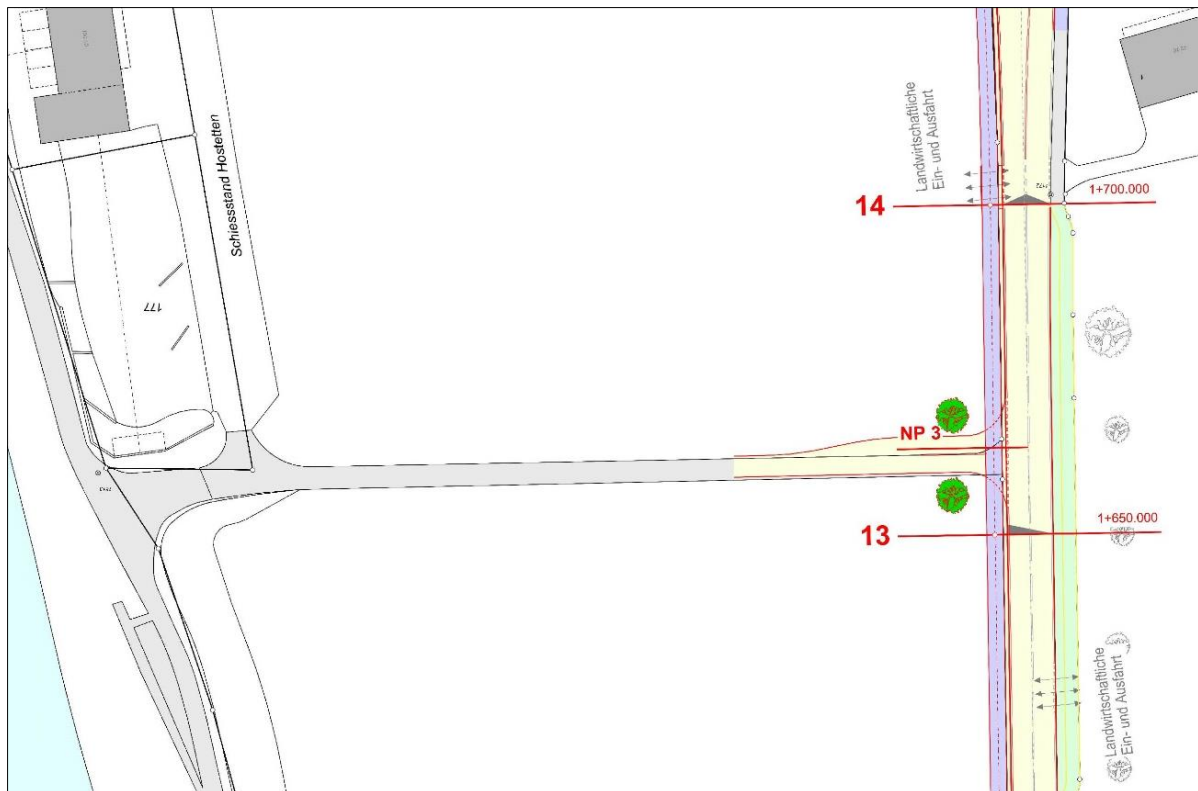 Landwirtschaftliche
Ein- und Ausfahrt
Schiessstand Hostetten
14
1+700.000
177
NP 3
13
1+650.000
Landwirtschaftliche
Ein- und Ausfahrt